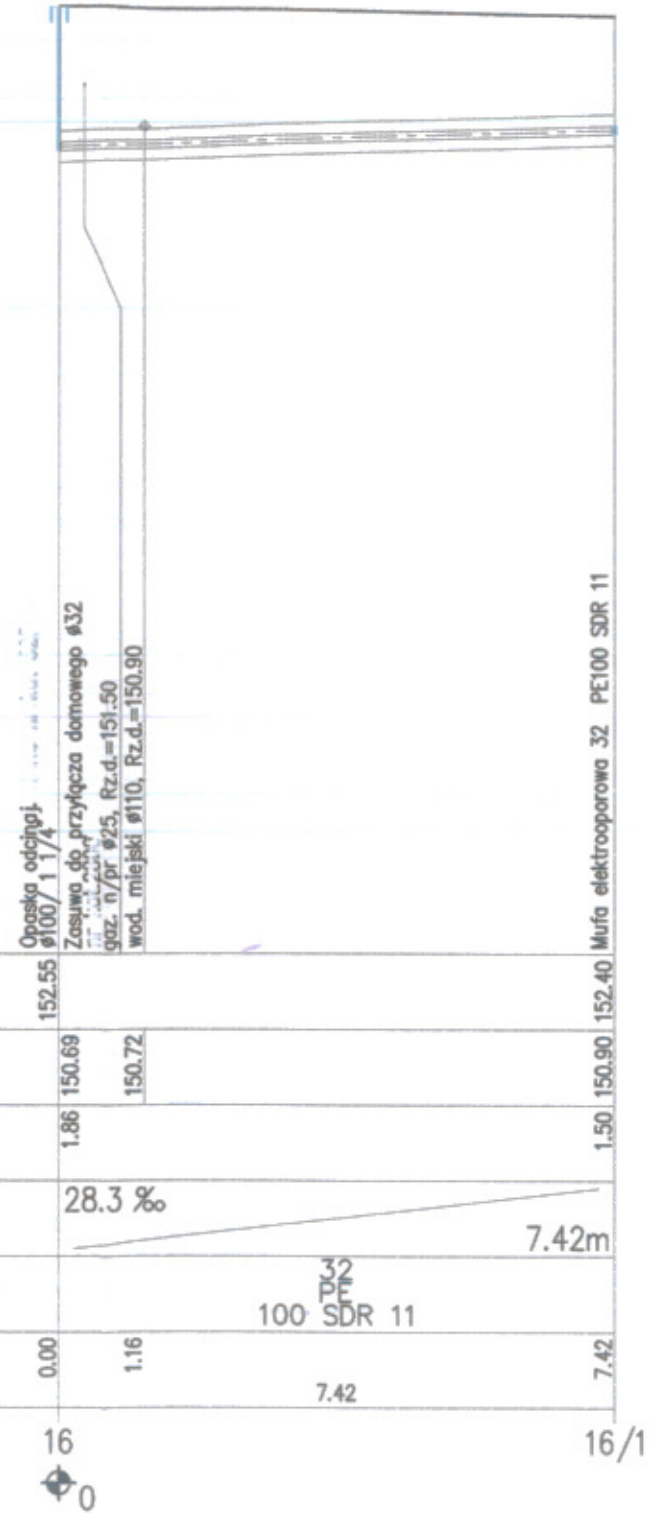 Opaska odcinaj.
ø100/ 1 1/4"
Zasuwa do przyłącza domowego ø32
gaz. n/pr ø25, Rz.d.=151.50
wod. miejski ø110, Rz.d.=150.90
Mufa elektrooporowa 32 PE100 SDR 11
152.55
152.40
150.69
150.72
150.90
1.86
1.50
28.3 ‰
7.42m
32
PE
100 SDR 11
0.00
1.16
7.42
7.42
16
16/1
0